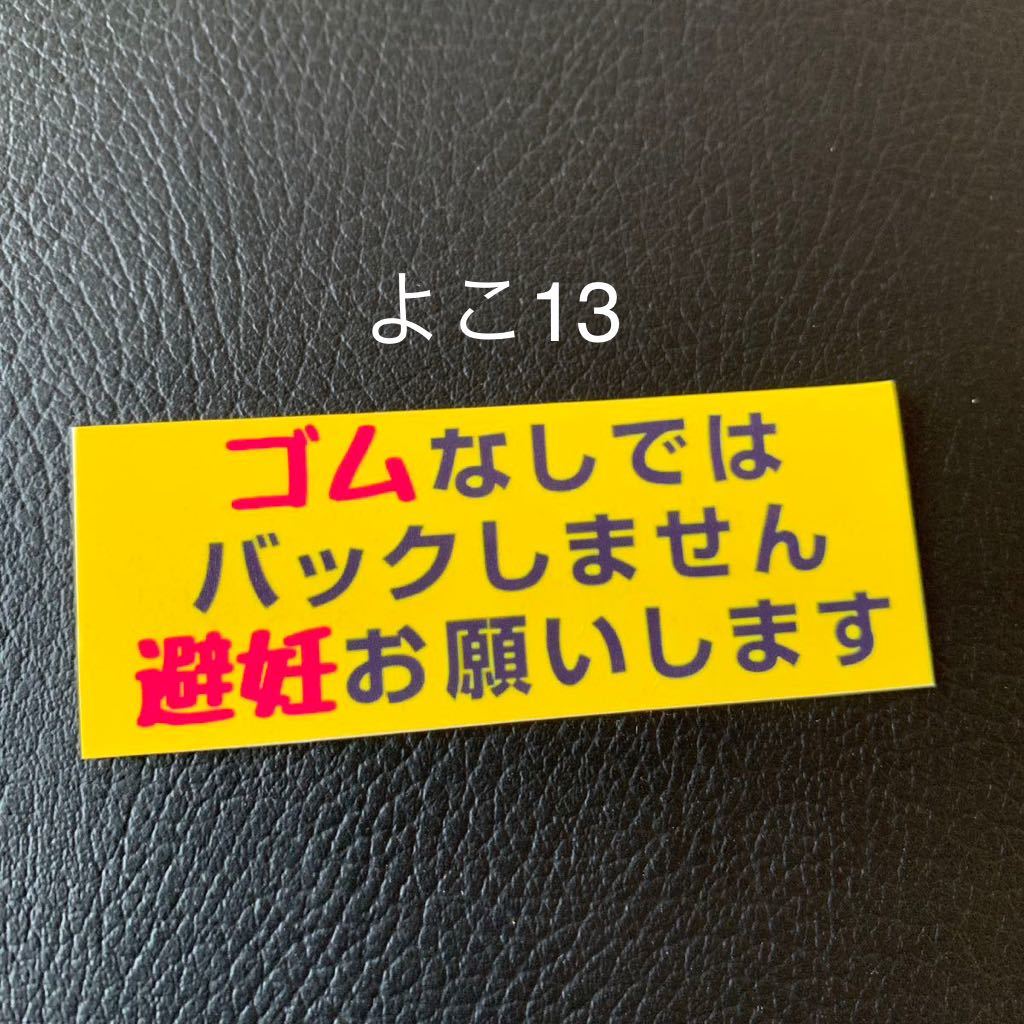 よこ13
ゴムなしでは
バックしません
避妊お願いします